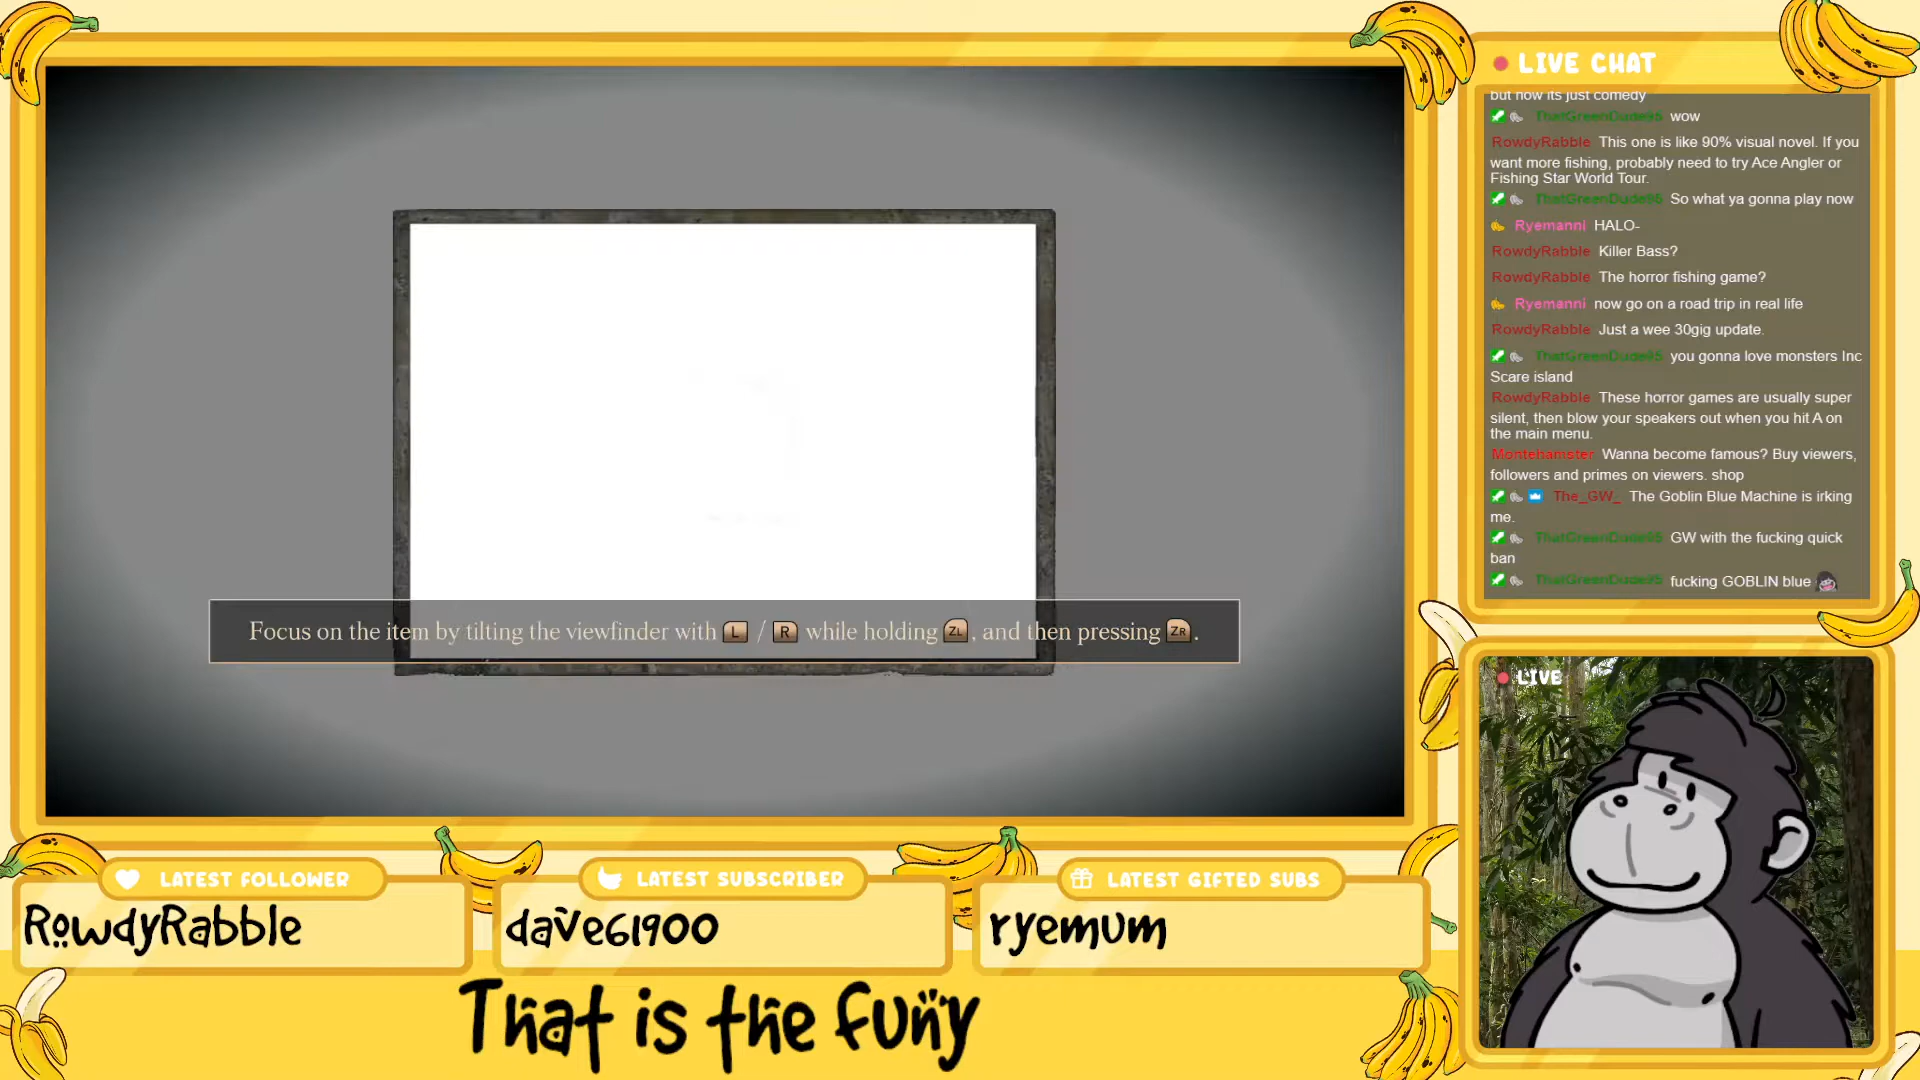 LIVE CHAT
but now its just comedy
ThatGreenDude95 wow
RowdyRabble This one is like 90% visual novel. If you
want more fishing, probably need to try Ace Angler or
Fishing Star World Tour.
ThatGreenDude95 So what ya gonna play now
Ryemanni HALO-
RowdyRabble Killer Bass?
RowdyRabble The horror fishing game?
Ryemanni now go on a road trip in real life
RowdyRabble Just a wee 30gig update.
ThatGreenDude95 you gonna love monsters Inc
Scare island
RowdyRabble These horror games are usually super
silent, then blow your speakers out when you hit A on
the main menu.
Montehamster Wanna become famous? Buy viewers,
followers and primes on viewers. shop
The_GW_ The Goblin Blue Machine is irking
me.
ThatGreenDude95 GW with the fucking quick
ban
ThatGreenDude95 fucking GOBLIN blue
Focus on the item by tilting the viewfinder with L / R while holding ZL, and then pressing ZR.
LIVE
LATEST FOLLOWER
RowdyRabble
LATEST SUBSCRIBER
dave61900
LATEST GIFTED SUBS
ryemum
That is the funy